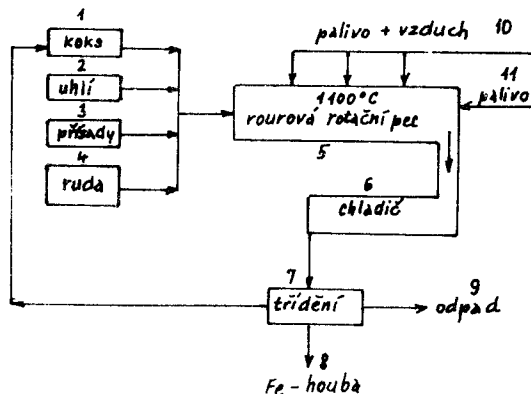 1
koks
2
uhlí
3
přísady
4
ruda
palivo + vzduch 10
11
palivo
1100°C
rourová rotační pec
5
6
chladič
7
třídění
9
odpad
8
Fe - houba